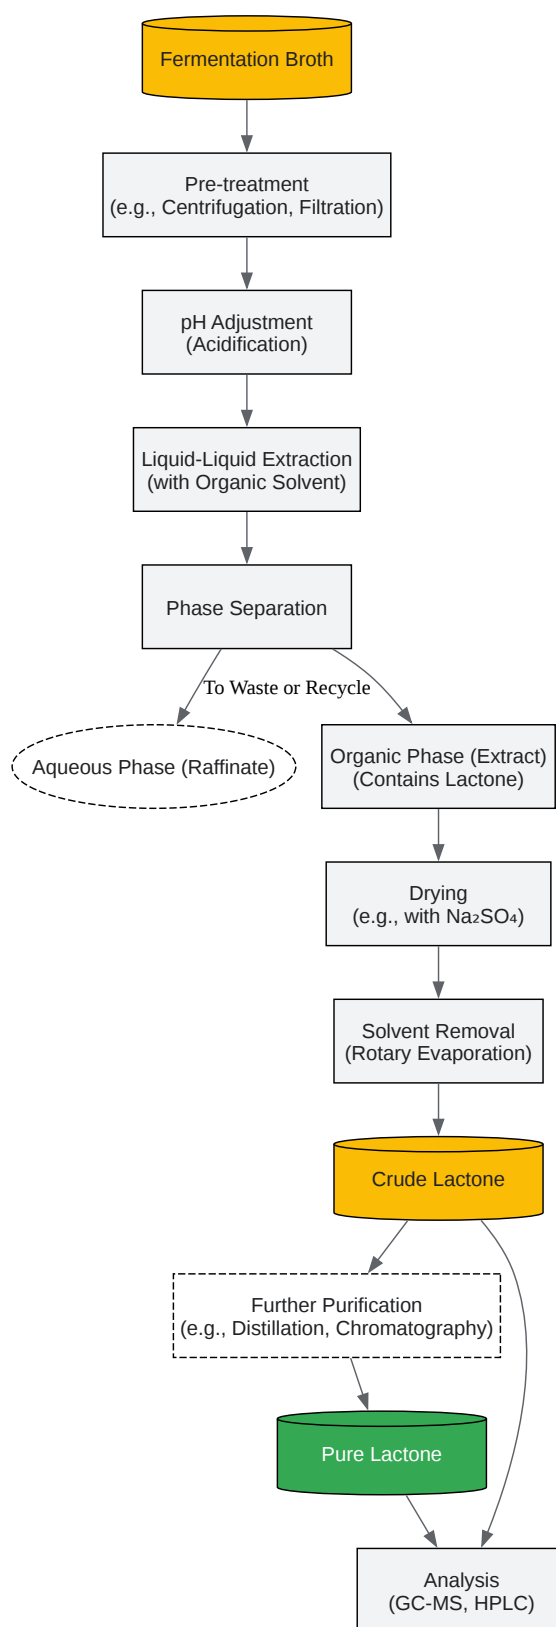 Fermentation Broth
Pre-treatment
(e.g., Centrifugation, Filtration)
pH Adjustment
(Acidification)
Liquid-Liquid Extraction
(with Organic Solvent)
Phase Separation
To Waste or Recycle
Aqueous Phase (Raffinate)
Organic Phase (Extract)
(Contains Lactone)
Drying
(e.g., with Na₂SO₄)
Solvent Removal
(Rotary Evaporation)
Crude Lactone
Further Purification
(e.g., Distillation, Chromatography)
Pure Lactone
Analysis
(GC-MS, HPLC)